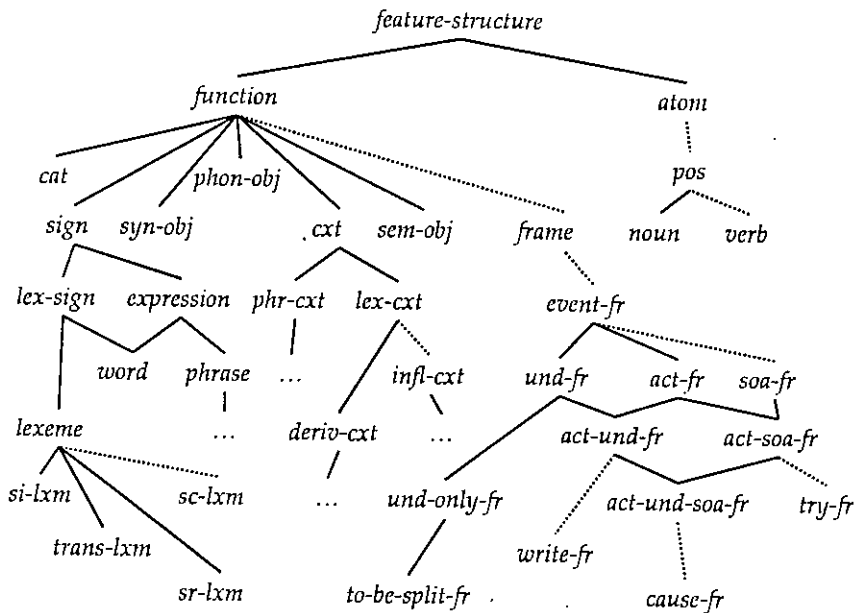 feature-structure
function atom
cat phon-obj pos
sign syn-obj cxt sem-obj frame noun verb
lex-sign expression phr-cxt lex-cxt event-fr
word phrase ... infl-cxt und-fr act-fr soa-fr
lexeme ... deriv-cxt ... act-und-fr act-soa-fr
si-lxm sc-lxm ... und-only-fr act-und-soa-fr try-fr
trans-lxm write-fr
sr-lxm to-be-split-fr cause-fr